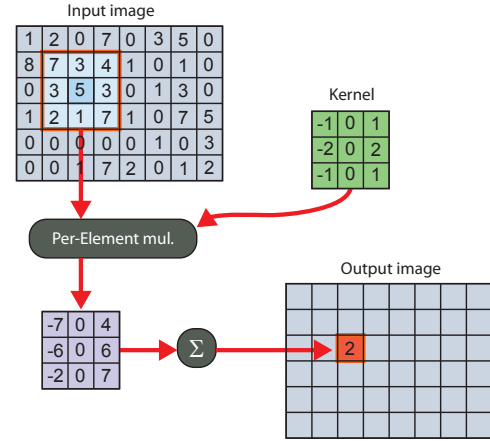 Input image
1 2 0 7 0 3 5 0
8 7 3 4 1 0 1 0
0 3 5 3 0 1 3 0
1 2 1 7 1 0 7 5
0 0 0 0 0 1 0 3
0 0 1 7 2 0 1 2
Kernel
-1 0 1
-2 0 2
-1 0 1
Per-Element mul.
Output image
-7 0 4
-6 0 6
-2 0 7
Σ
2